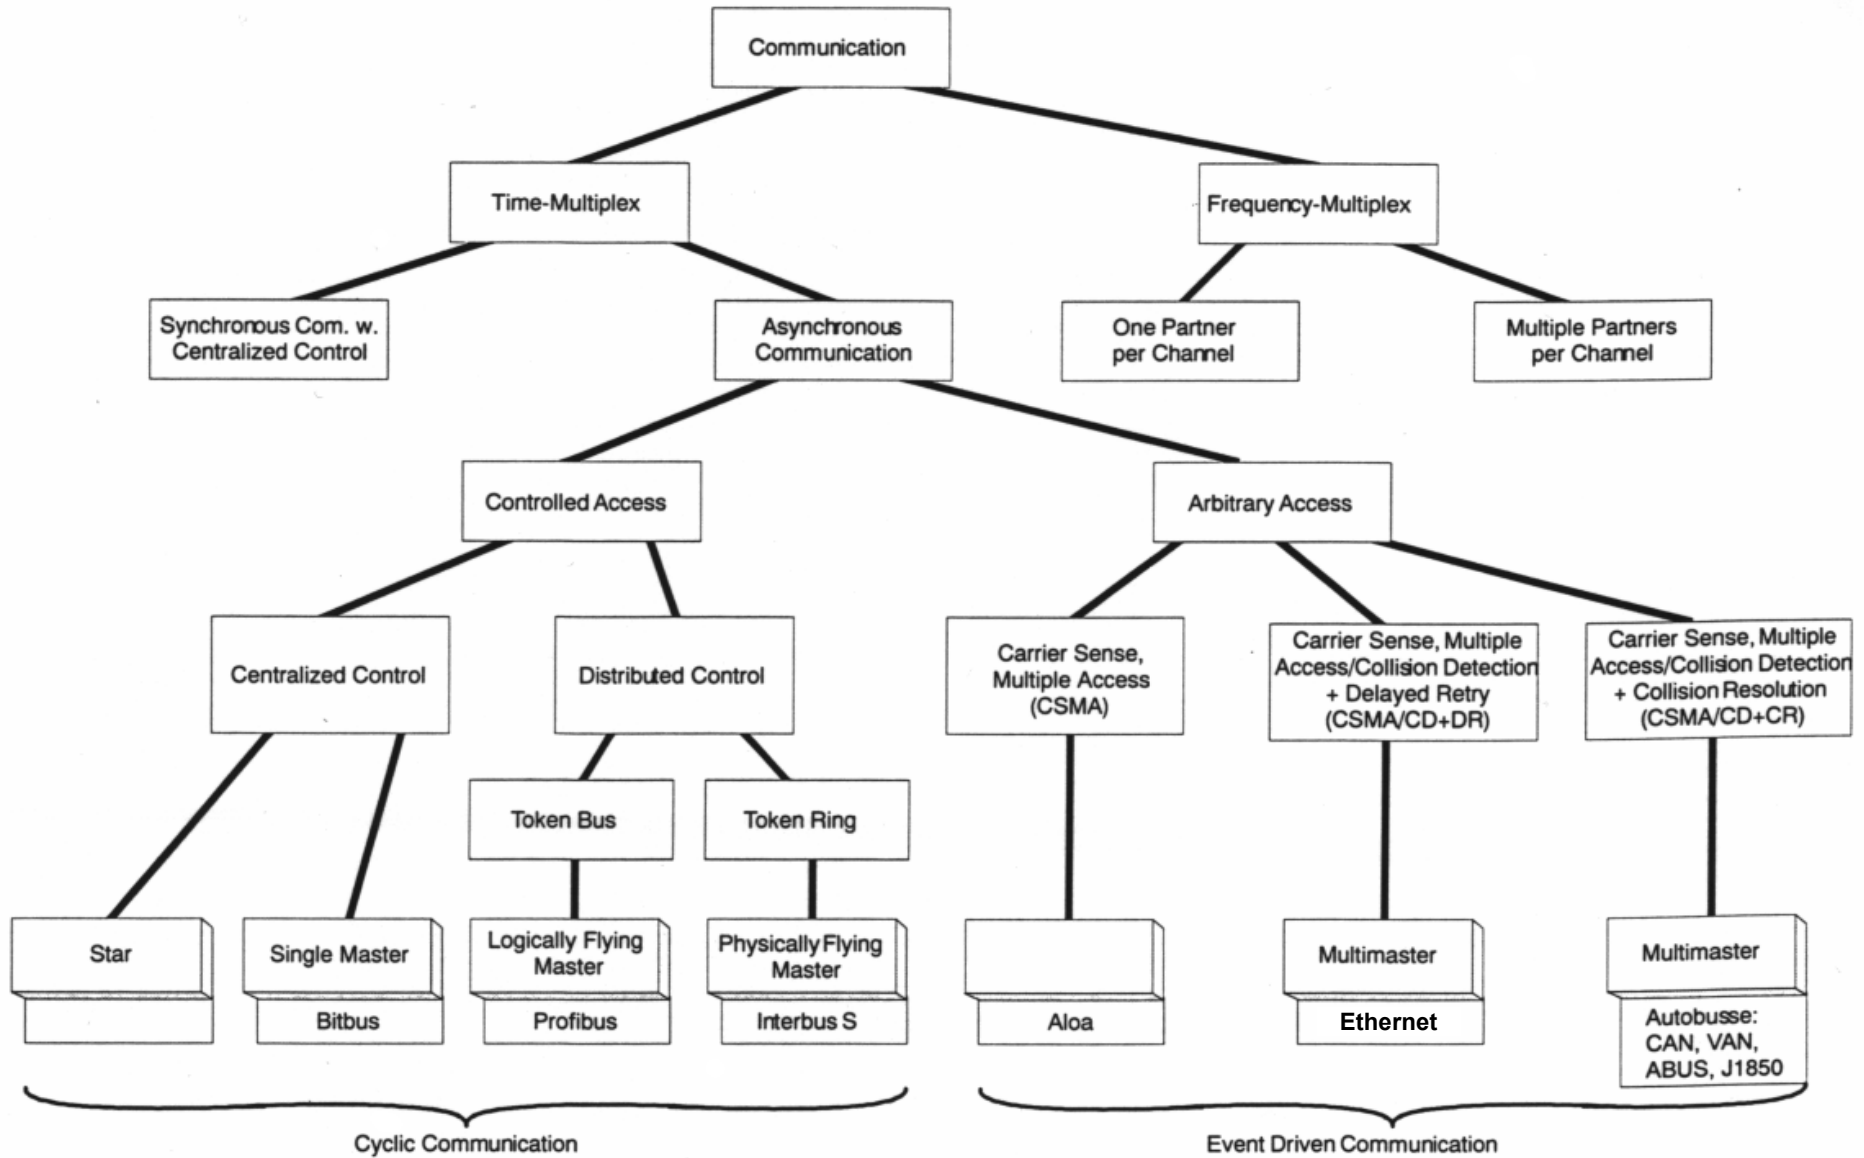 Communication
Time-Multiplex
Frequency-Multiplex
Synchronous Com. w.
Centralized Control
Asynchronous
Communication
One Partner
per Channel
Multiple Partners
per Channel
Controlled Access
Arbitrary Access
Centralized Control
Distributed Control
Carrier Sense,
Multiple Access
(CSMA)
Carrier Sense, Multiple
Access/Collision Detection
+ Delayed Retry
(CSMA/CD+DR)
Carrier Sense, Multiple
Access/Collision Detection
+ Collision Resolution
(CSMA/CD+CR)
Token Bus
Token Ring
Star
Single Master
Bitbus
Logically Flying
Master
Profibus
Physically Flying
Master
Interbus S
Aloa
Multimaster
Ethernet
Multimaster
Autobusse:
CAN, VAN,
ABUS, J1850
Cyclic Communication
Event Driven Communication